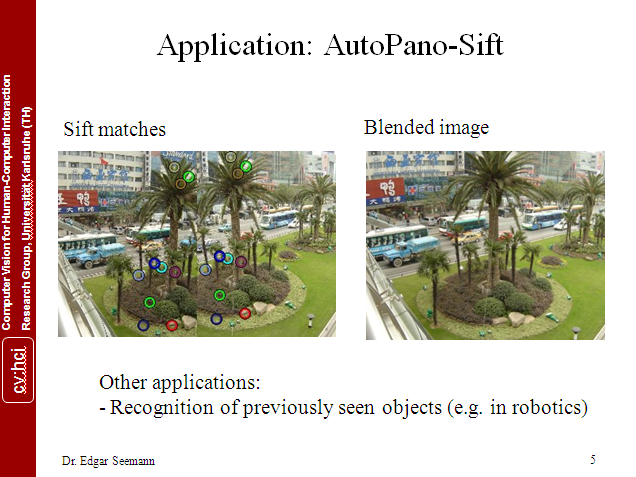 Application: AutoPano-Sift
Computer Vision for Human-Computer Interaction
Research Group, Universität Karlsruhe (TH)
cv:hci
Sift matches
Blended image
Other applications:
- Recognition of previously seen objects (e.g. in robotics)
Dr. Edgar Seemann
5